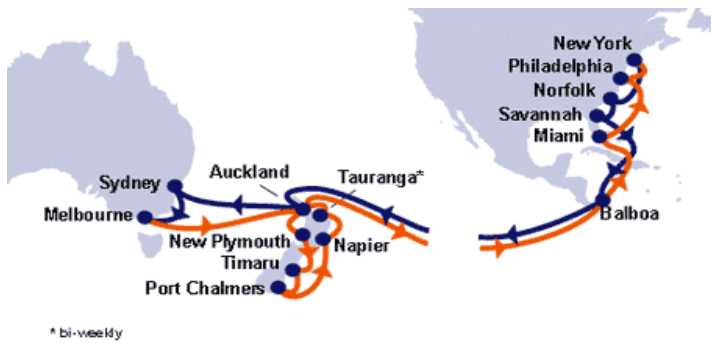 New York
Philadelphia
Norfolk
Savannah
Miami
Auckland
Tauranga*
Sydney
Melbourne
Balboa
New Plymouth
Napier
Timaru
Port Chalmers
* bi-weekly